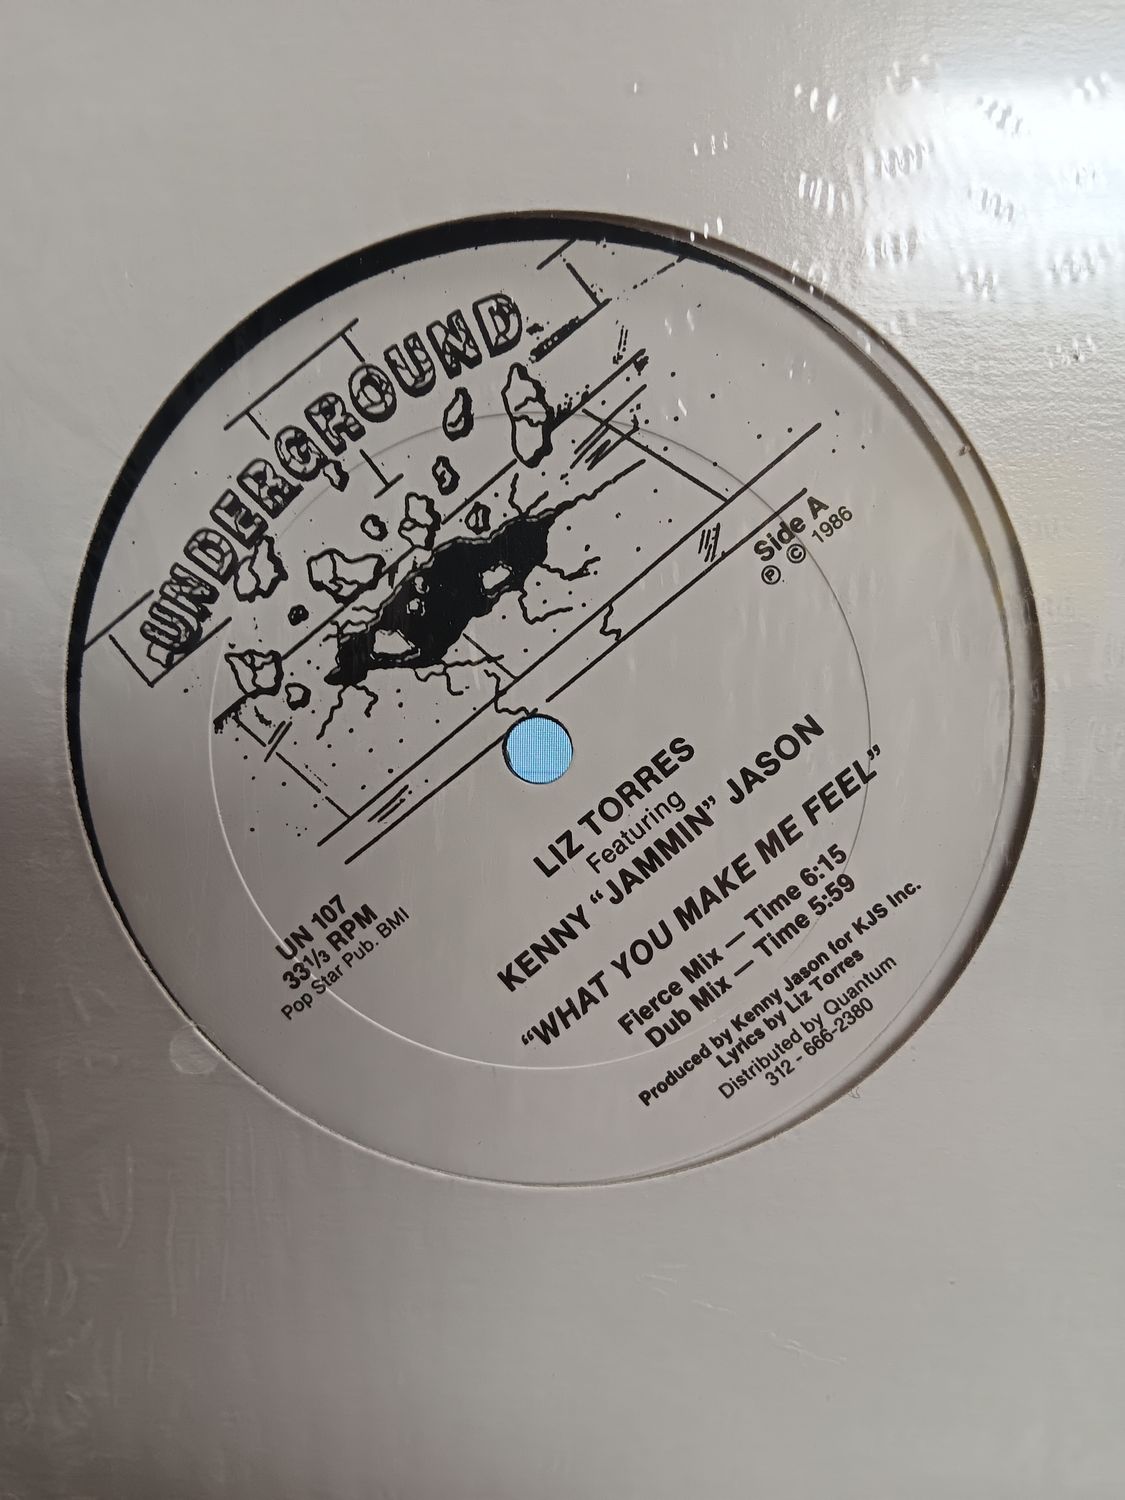 UNDERGROUND
Side A
Ⓟ © 1986
LIZ TORRES
Featuring
KENNY “JAMMIN” JASON
“WHAT YOU MAKE ME FEEL”
Fierce Mix — Time 6:15
Dub Mix — Time 5:59
Produced by Kenny Jason for KJS Inc.
Lyrics by Liz Torres
Distributed by Quantum
312 - 666-2380
UN 107
33⅓ RPM
Pop Star Pub. BMI